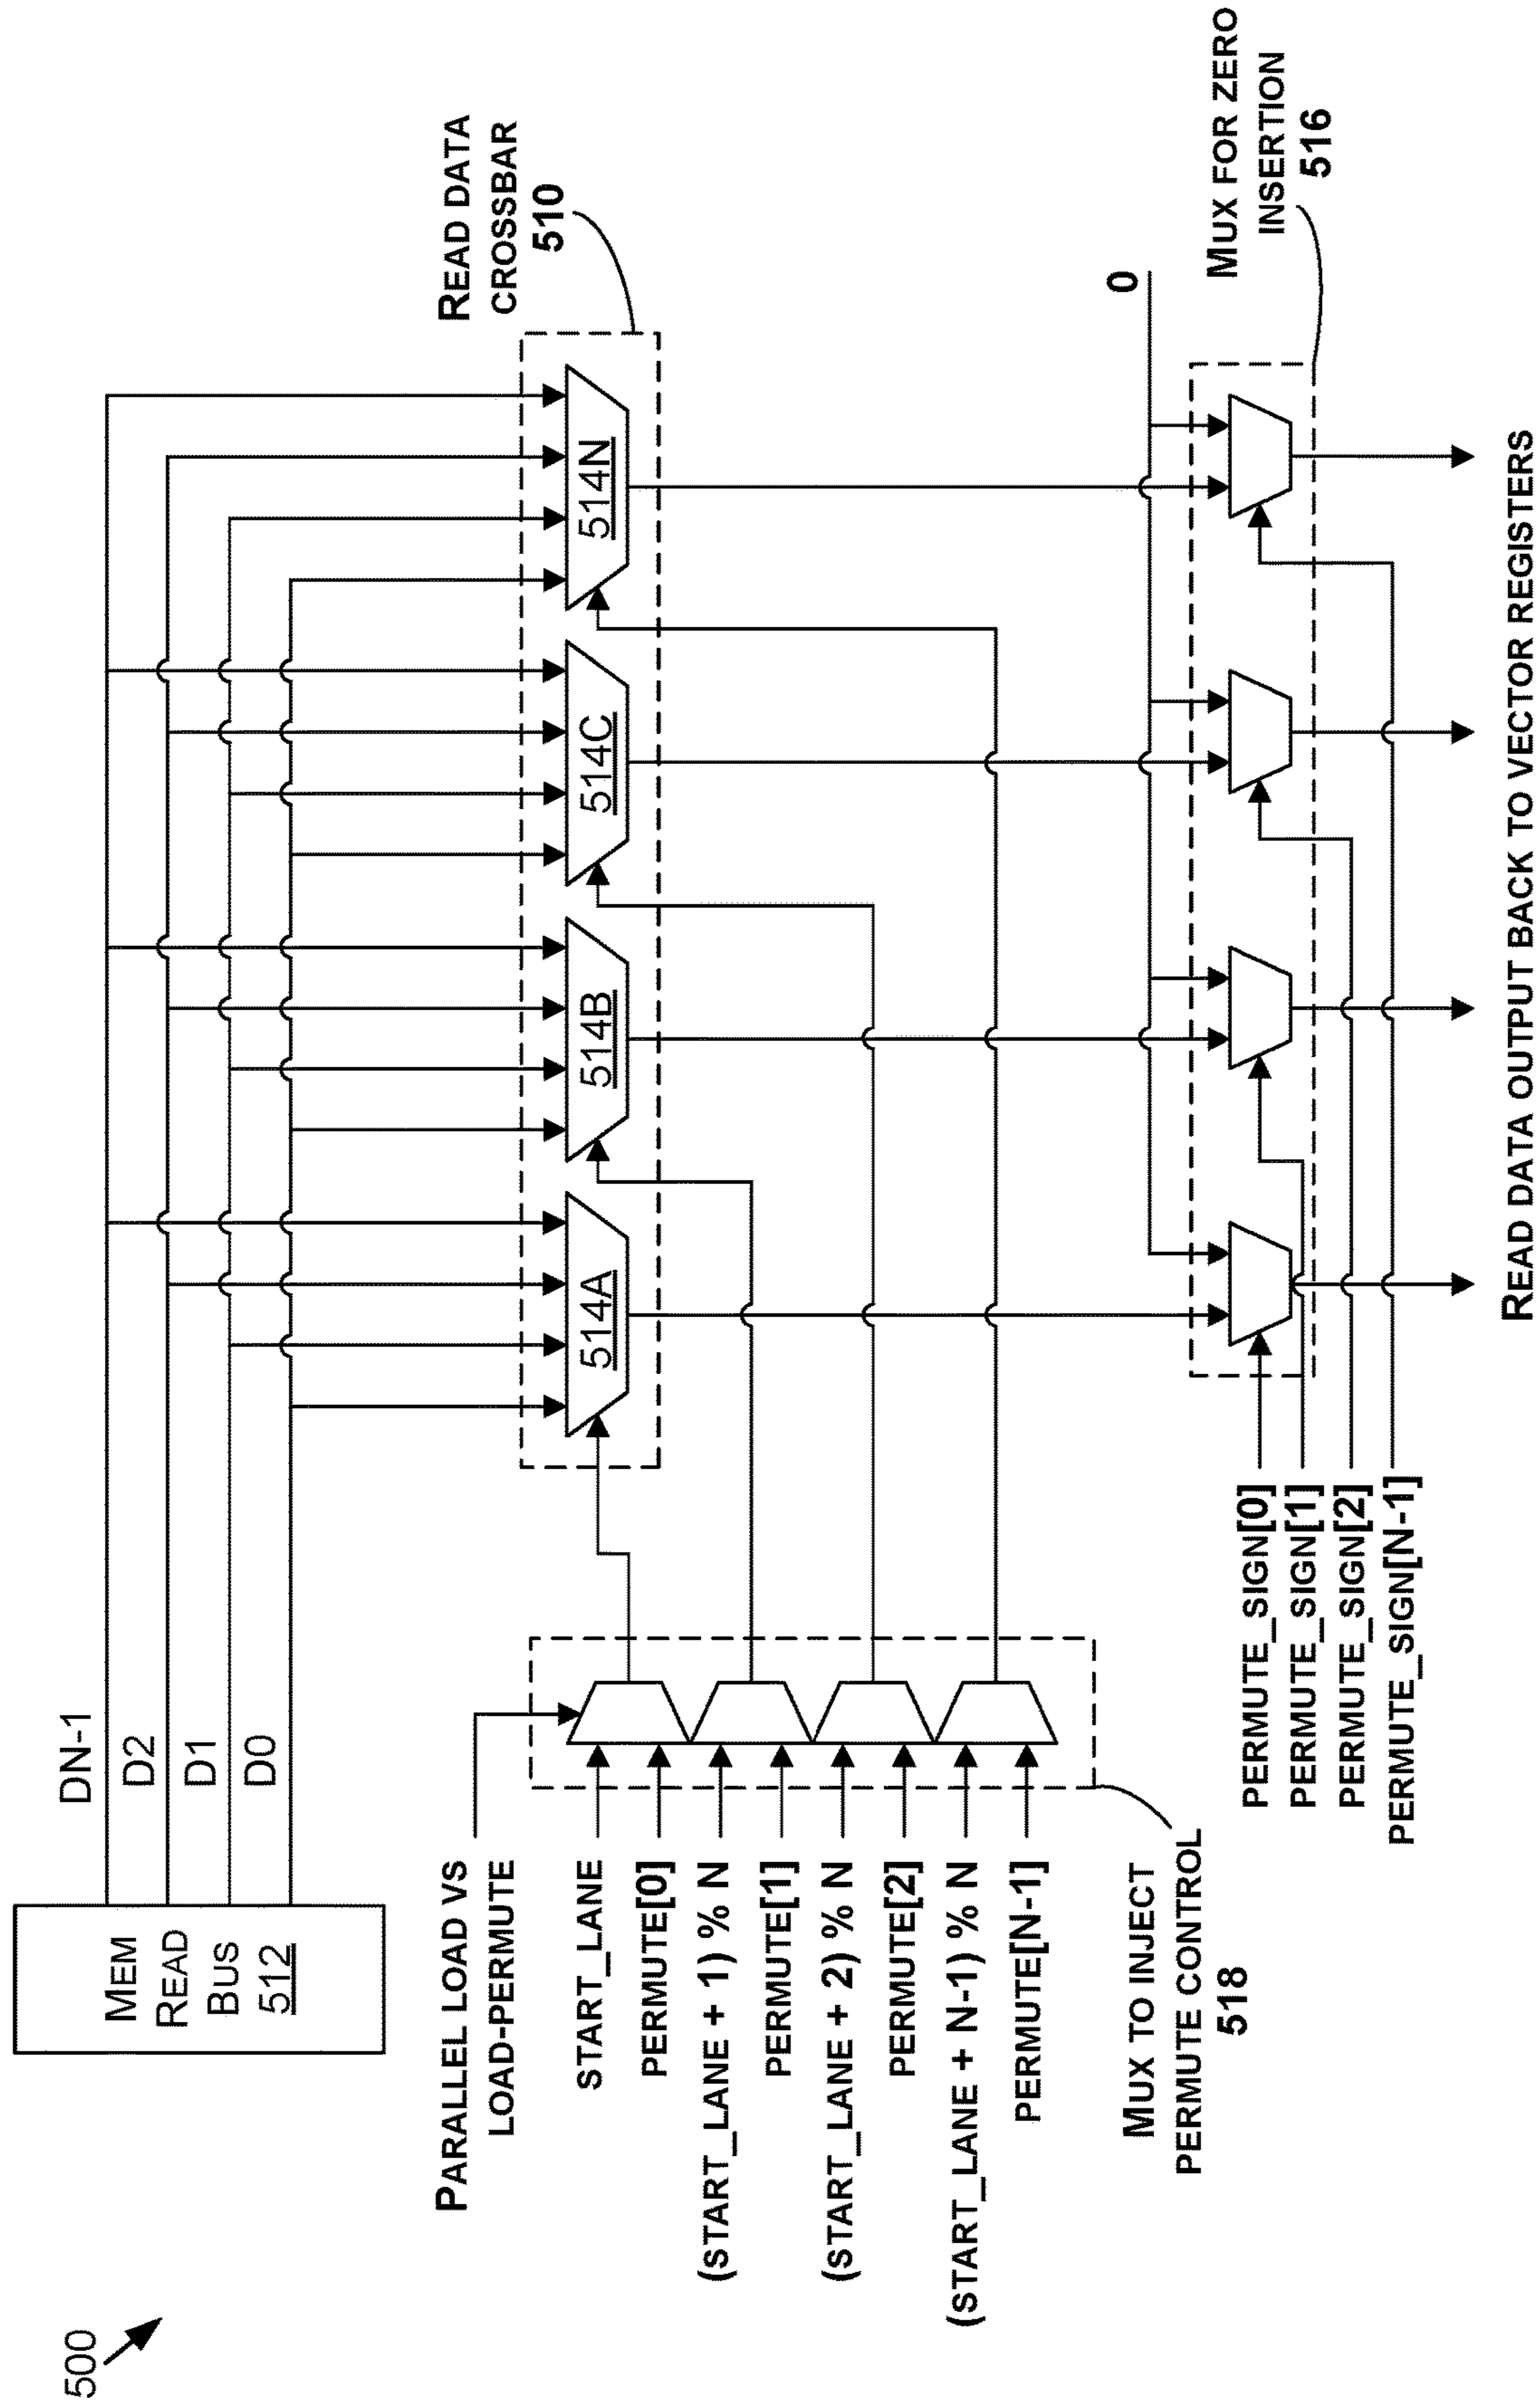 500
MEM
READ
BUS
512
DN-1
D2
D1
D0
READ DATA
CROSSBAR
510
514A
514B
514C
514N
PARALLEL LOAD VS
LOAD-PERMUTE
START_LANE
PERMUTE[0]
(START_LANE + 1) % N
PERMUTE[1]
(START_LANE + 2) % N
PERMUTE[2]
(START_LANE + N-1) % N
PERMUTE[N-1]
MUX TO INJECT
PERMUTE CONTROL
518
0
MUX FOR ZERO
INSERTION
516
PERMUTE_SIGN[0]
PERMUTE_SIGN[1]
PERMUTE_SIGN[2]
PERMUTE_SIGN[N-1]
READ DATA OUTPUT BACK TO VECTOR REGISTERS